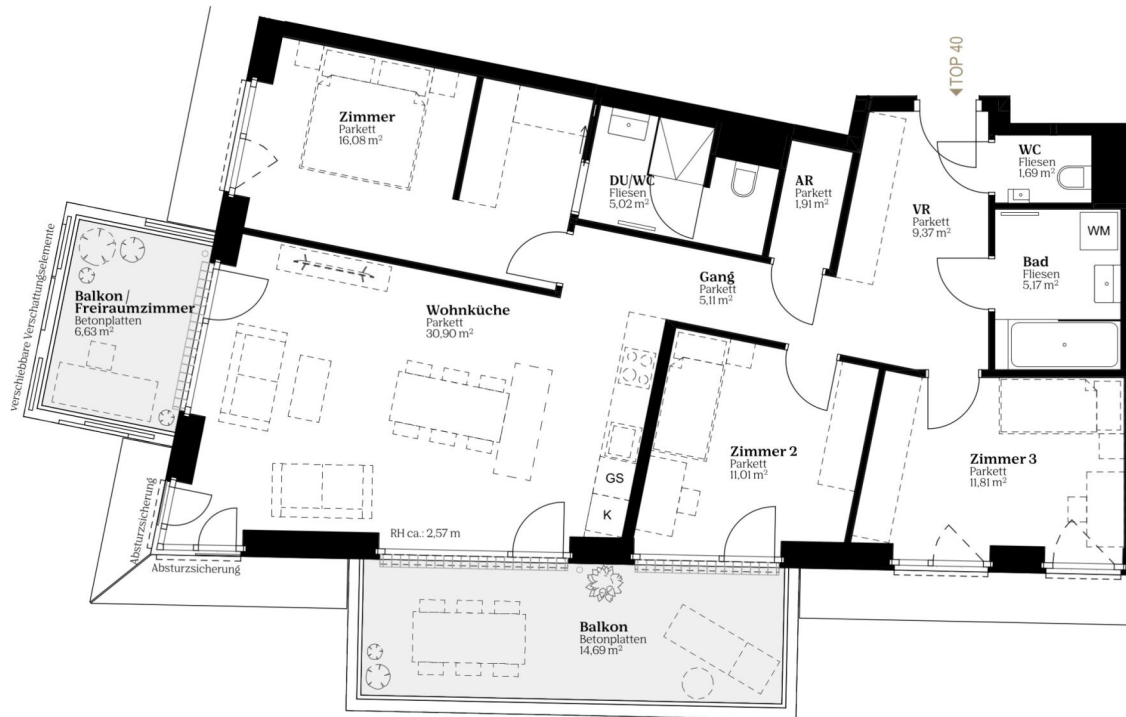 ◀TOP 40
Zimmer
Parkett
16,08 m²
DU/WC
Fliesen
5,02 m²
AR
Parkett
1,91 m²
VR
Parkett
9,37 m²
WC
Fliesen
1,69 m²
WM
Bad
Fliesen
5,17 m²
Gang
Parkett
5,11 m²
Wohnküche
Parkett
30,90 m²
Balkon /
Freiraumzimmer
Betonplatten
6,63 m²
verschiebbare Verschattungselemente
Zimmer 2
Parkett
11,01 m²
Zimmer 3
Parkett
11,81 m²
GS
K
RH ca.: 2,57 m
Absturzsicherung
Absturzsicherung
Balkon
Betonplatten
14,69 m²